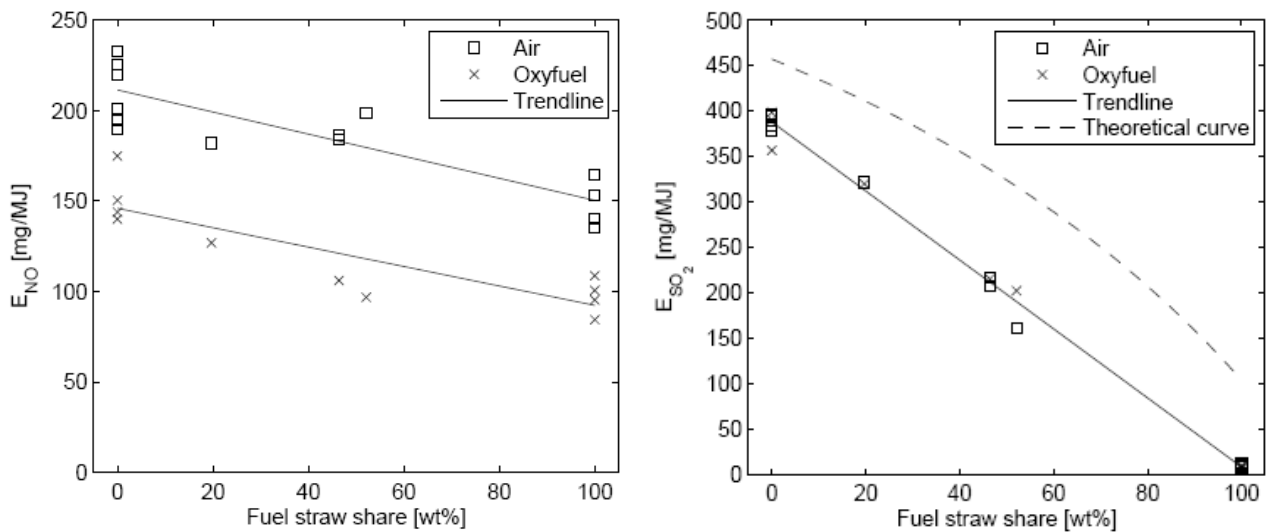 250
200
150
100
50
0
E_NO [mg/MJ]
Air
Oxyfuel
Trendline
0 20 40 60 80 100
Fuel straw share [wt%]
500
450
400
350
300
250
200
150
100
50
0
E_SO₂ [mg/MJ]
Air
Oxyfuel
Trendline
Theoretical curve
0 20 40 60 80 100
Fuel straw share [wt%]